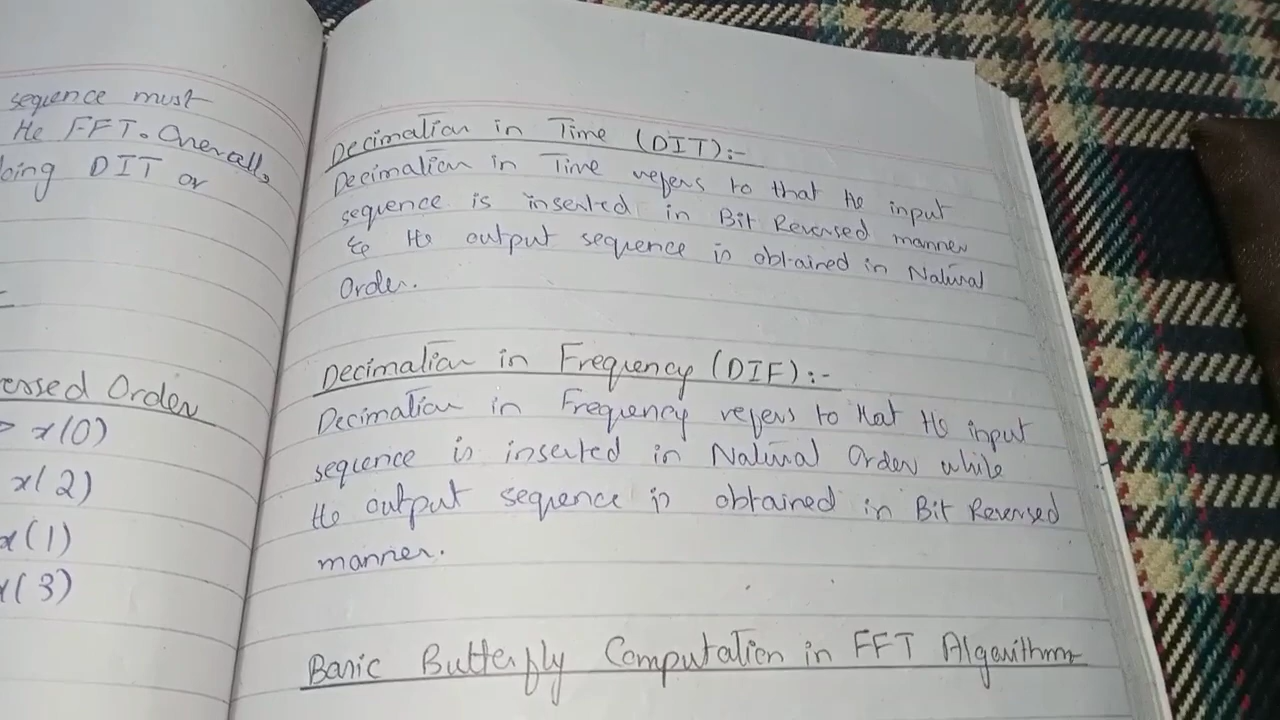 sequence must
the FFT. Overall,
doing DIT or
ersed Order
x(0)
x(2)
x(1)
x(3)
Decimation in Time (DIT):-
Decimation in Time refers to that the input
sequence is inserted in Bit Reversed manner
& the output sequence is obtained in Natural
Order.
Decimation in Frequency (DIF):-
Decimation in Frequency refers to that the input
sequence is inserted in Natural Order while
the output sequence is obtained in Bit Reversed
manner.
Basic Butterfly Computation in FFT Algorithm